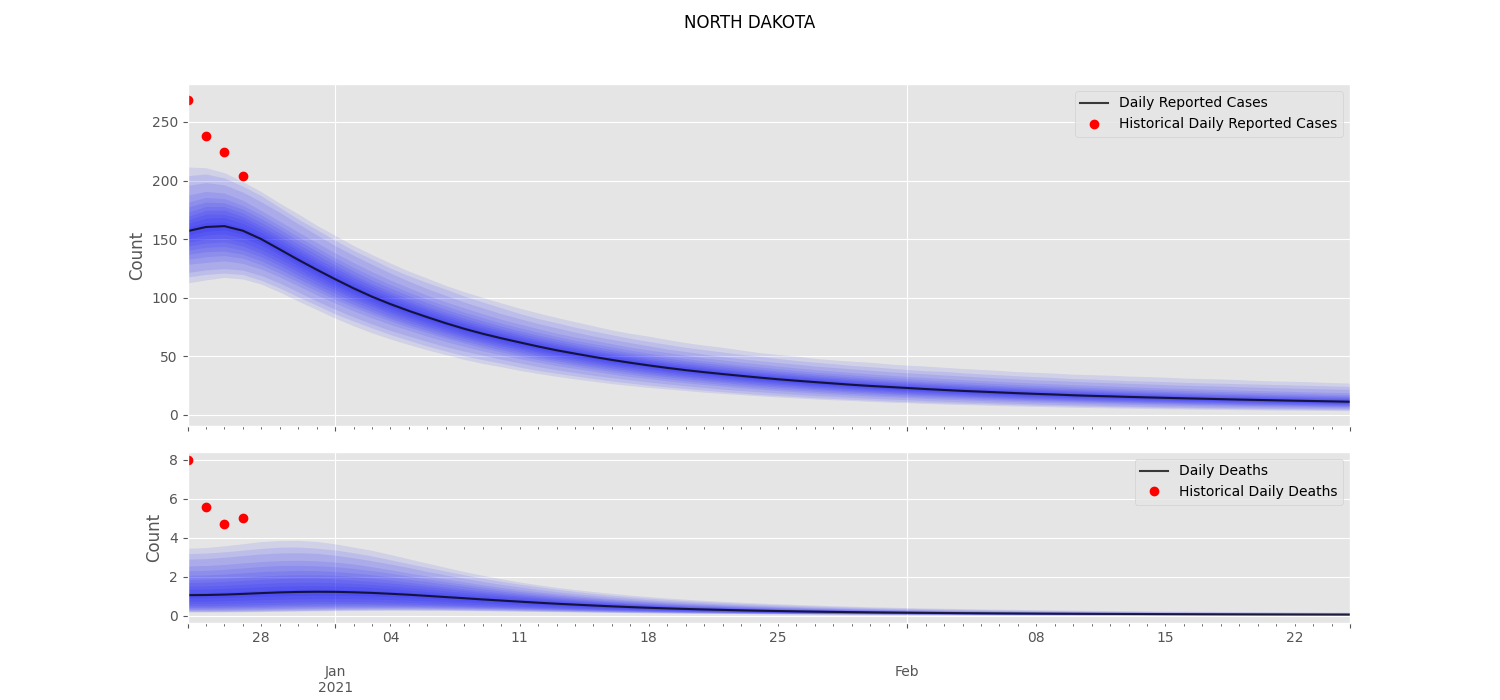 NORTH DAKOTA
Daily Reported Cases
Historical Daily Reported Cases
250
200
150
100
50
0
Count
Daily Deaths
Historical Daily Deaths
8
6
4
2
0
Count
28 04 11 18 25 08 15 22
Jan Feb
2021